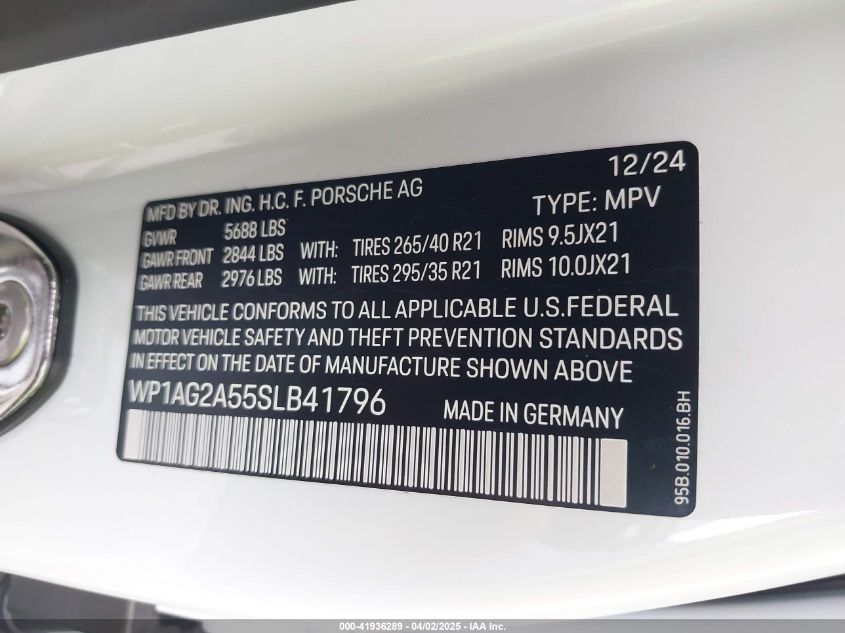 12/24
MFD BY DR. ING. H.C. F. PORSCHE AG
TYPE: MPV
GVWR 5688 LBS
GAWR FRONT 2844 LBS WITH: TIRES 265/40 R21 RIMS 9.5JX21
GAWR REAR 2976 LBS WITH: TIRES 295/35 R21 RIMS 10.0JX21
THIS VEHICLE CONFORMS TO ALL APPLICABLE U.S.FEDERAL
MOTOR VEHICLE SAFETY AND THEFT PREVENTION STANDARDS
IN EFFECT ON THE DATE OF MANUFACTURE SHOWN ABOVE
WP1AG2A55SLB41796 MADE IN GERMANY
95B.010.016.BH
000-41936289 - 04/02/2025 - IAA Inc.